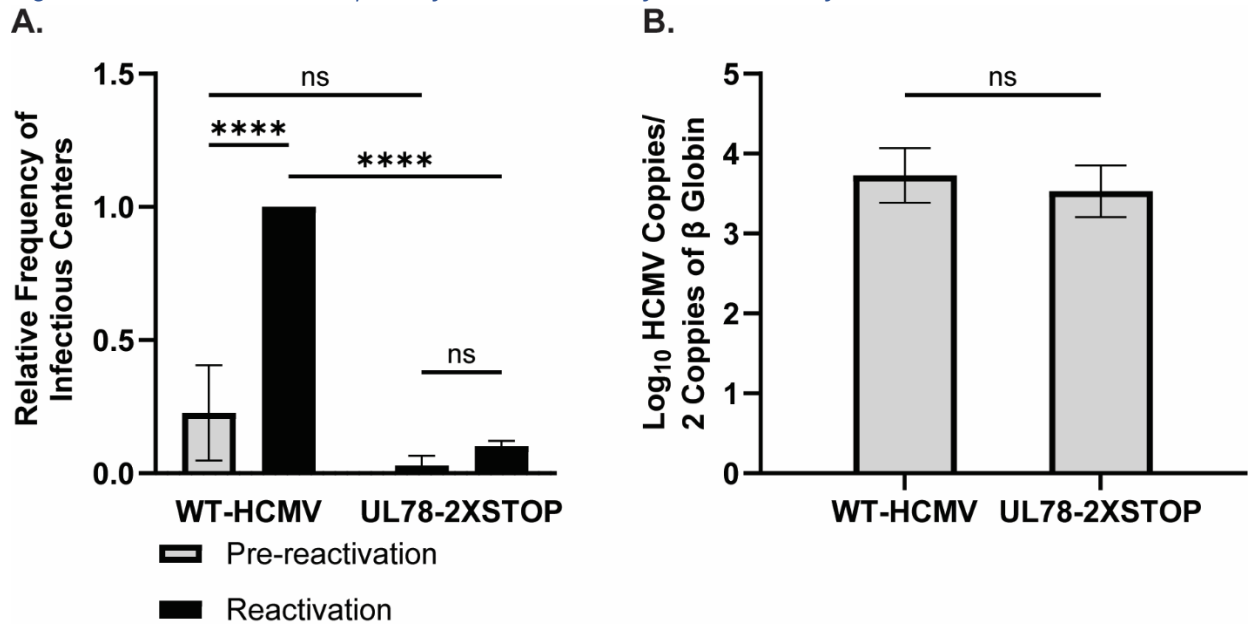 A.
1.5
1.0
0.5
0.0
Relative Frequency of
Infectious Centers
ns
****
****
ns
WT-HCMV
UL78-2XSTOP
Pre-reactivation
Reactivation
B.
5
4
3
2
1
0
Log10 HCMV Coppies/
2 Coppies of β Globin
ns
WT-HCMV
UL78-2XSTOP